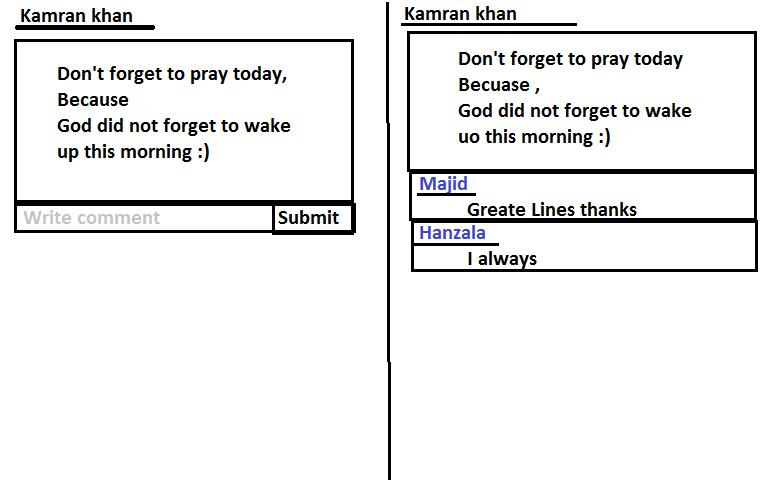 Kamran khan
Don't forget to pray today,
Because
God did not forget to wake
up this morning :)
Write comment
Submit
Kamran khan
Don't forget to pray today
Becuase ,
God did not forget to wake
uo this morning :)
Majid
Greate Lines thanks
Hanzala
I always